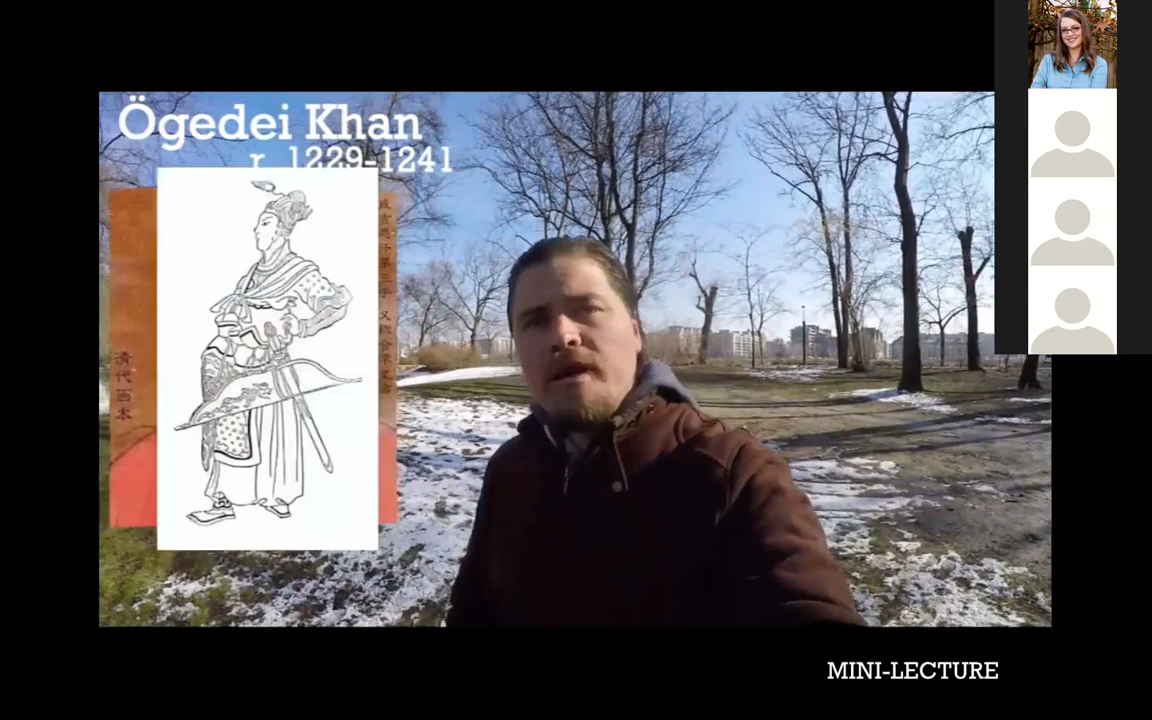 Ögedei Khan
r. 1229-1241
清代画本
MINI-LECTURE